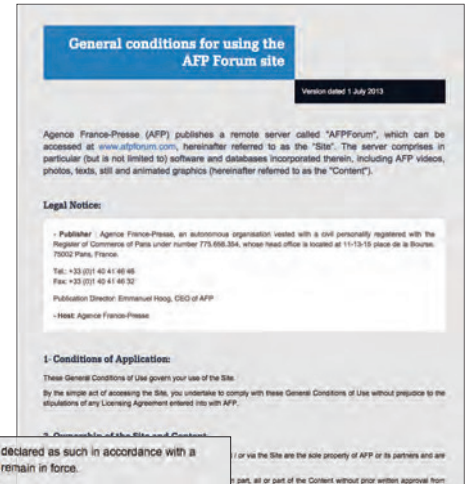 General conditions for using the
AFP Forum site
Version dated 1 July 2013
Agence France-Presse (AFP) publishes a remote server called "AFPForum", which can be
accessed at www.afpforum.com, hereinafter referred to as the "Site". The server comprises in
particular (but is not limited to) software and databases incorporated therein, including AFP videos,
photos, texts, still and animated graphics (hereinafter referred to as the "Content").
Legal Notice:
- Publisher : Agence France-Presse, an autonomous organisation vested with a civil personality registered with the
Register of Commerce of Paris under number 775.658.354, whose head office is located at 11-13-15 place de la Bourse,
75002 Paris, France.
Tel.: +33 (0)1 40 41 46 46
Fax: +33 (0)1 40 41 46 32
Publication Director: Emmanuel Hoog, CEO of AFP
- Host: Agence France-Presse
1- Conditions of Application:
These General Conditions of Use govern your use of the Site.
By the simple act of accessing the Site, you undertake to comply with these General Conditions of Use without prejudice to the
stipulations of any Licensing Agreement entered into with AFP.
2- Ownership of the Site and Content
declared as such in accordance with a
remain in force.
or via the Site are the sole property of AFP or its partners and are
part, all or part of the Content without prior written approval from